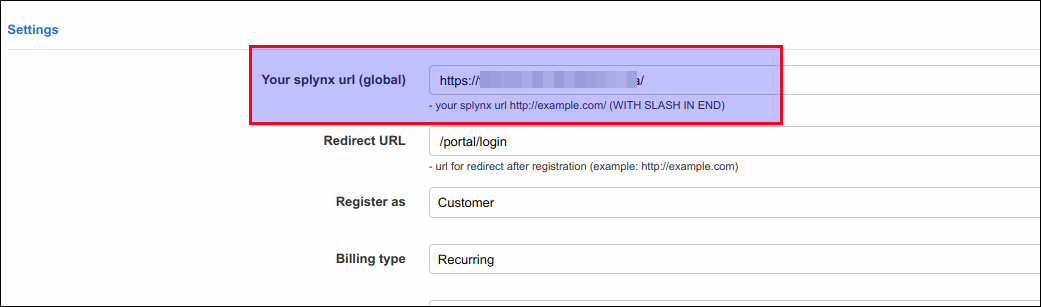 Settings
Your splynx url (global) https:// a/
- your splynx url http://example.com/ (WITH SLASH IN END)
Redirect URL /portal/login
- url for redirect after registration (example: http://example.com)
Register as Customer
Billing type Recurring